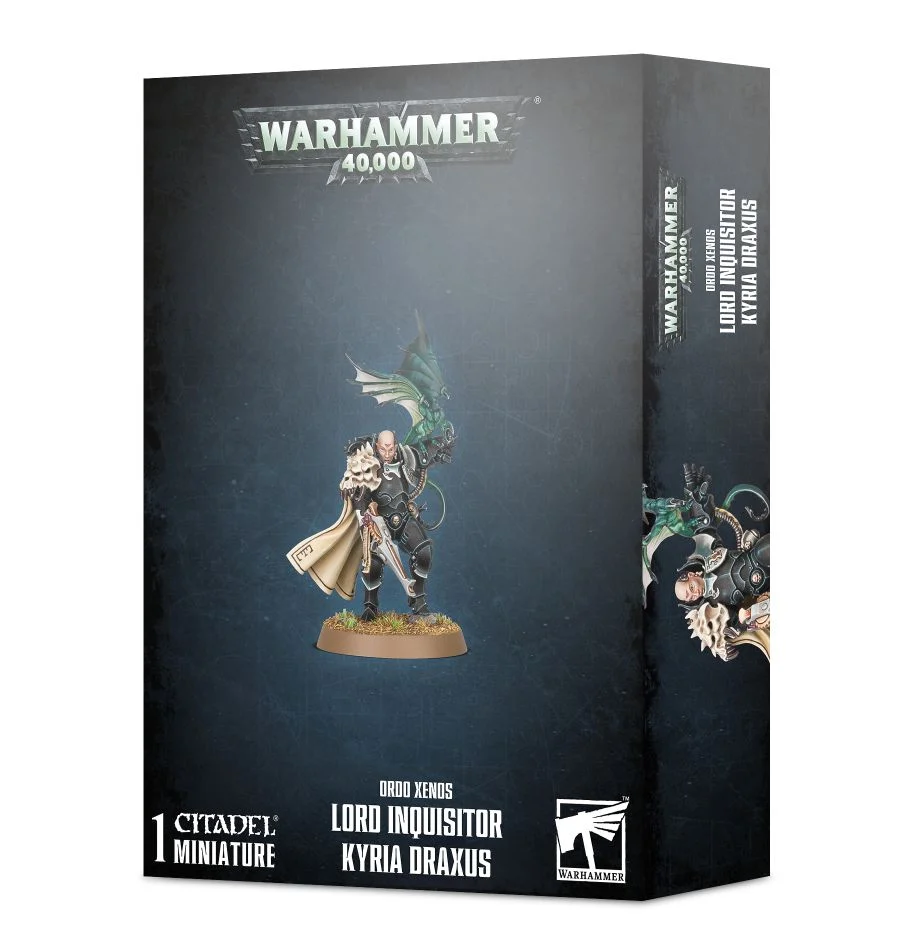 WARHAMMER®
40,000
ORDO XENOS
LORD INQUISITOR
KYRIA DRAXUS
1 CITADEL®
MINIATURE
™
WARHAMMER
WARHAMMER
40,000
ORDO XENOS
LORD INQUISITOR
KYRIA DRAXUS